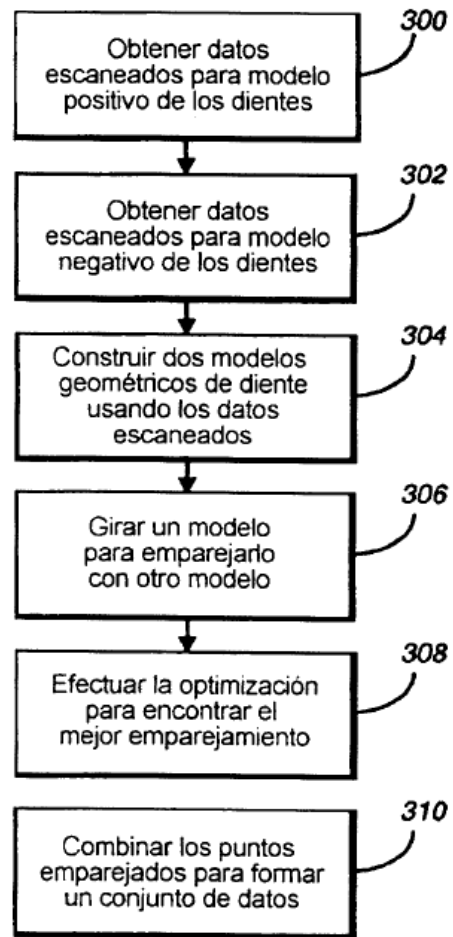 300
Obtener datos
escaneados para modelo
positivo de los dientes
302
Obtener datos
escaneados para modelo
negativo de los dientes
304
Construir dos modelos
geométricos de diente
usando los datos
escaneados
306
Girar un modelo
para emparejarlo
con otro modelo
308
Efectuar la optimización
para encontrar el
mejor emparejamiento
310
Combinar los puntos
emparejados para formar
un conjunto de datos